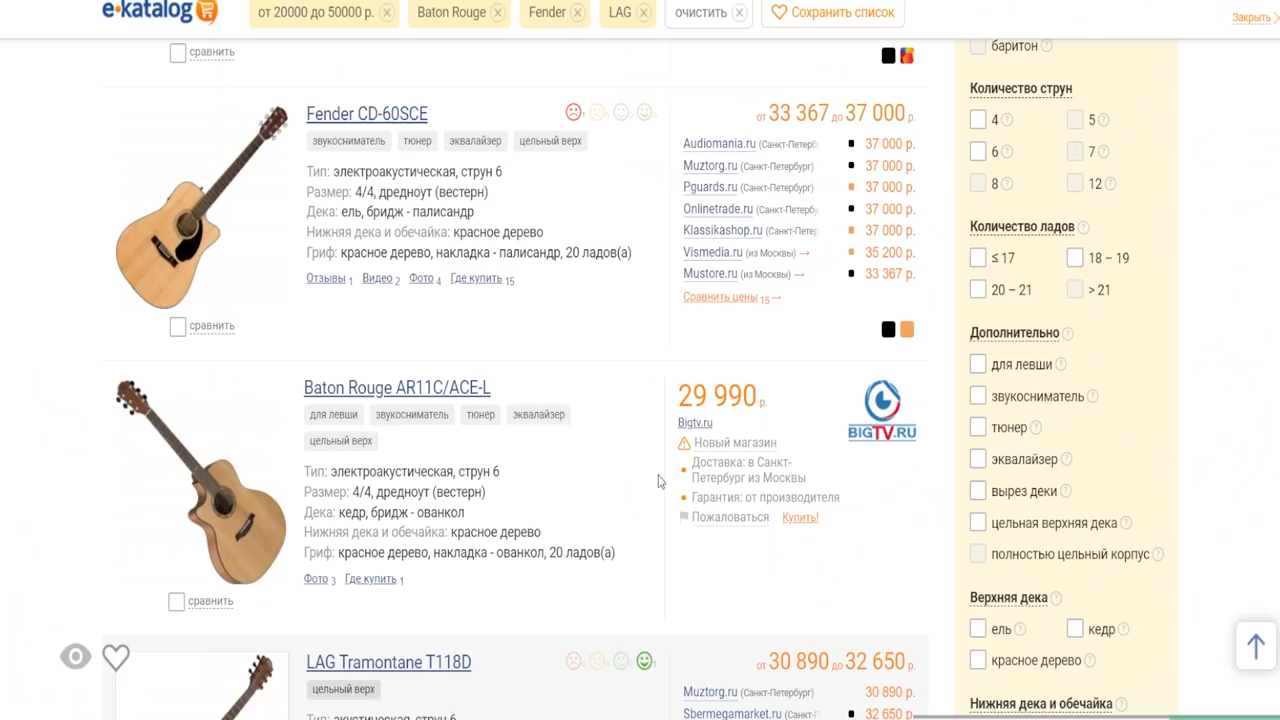 e-katalog
от 20000 до 50000 р.
Baton Rouge
Fender
LAG
очистить
Сохранить список
Закрыть
сравнить
Fender CD-60SCE
звукосниматель
тюнер
эквалайзер
цельный верх
Тип: электроакустическая, струн 6
Размер: 4/4, дредноут (вестерн)
Дека: ель, бридж - палисандр
Нижняя дека и обечайка: красное дерево
Гриф: красное дерево, накладка - палисандр, 20 ладов(а)
Отзывы 1 Видео 2 Фото 4 Где купить 15
сравнить
от 33 367 до 37 000 р.
Audiomania.ru (Санкт-Петерб 37 000 р.
Muztorg.ru (Санкт-Петербург) 37 000 р.
Pguards.ru (Санкт-Петербург) 37 000 р.
Onlinetrade.ru (Санкт-Петерб 37 000 р.
Klassikashop.ru (Санкт-Петер 37 000 р.
Vismedia.ru (из Москвы) → 35 200 р.
Mustore.ru (из Москвы) → 33 367 р.
Сравнить цены 15 →
Baton Rouge AR11C/ACE-L
для левши
звукосниматель
тюнер
эквалайзер
цельный верх
Тип: электроакустическая, струн 6
Размер: 4/4, дредноут (вестерн)
Дека: кедр, бридж - ованкол
Нижняя дека и обечайка: красное дерево
Гриф: красное дерево, накладка - ованкол, 20 ладов(а)
Фото 3 Где купить 1
сравнить
29 990 р.
Bigtv.ru
Новый магазин
Доставка: в Санкт-
Петербург из Москвы
Гарантия: от производителя
Пожаловаться Купить!
BIGTV.RU
LAG Tramontane T118D
цельный верх
Тип: акустическая, струн 6
от 30 890 до 32 650 р.
Muztorg.ru (Санкт-Петербург) 30 890 р.
Sbermegamarket.ru (Санкт-П 32 650 р.
баритон
Количество струн
4 5
6 7
8 12
Количество ладов
≤ 17 18 – 19
20 – 21 > 21
Дополнительно
для левши
звукосниматель
тюнер
эквалайзер
вырез деки
цельная верхняя дека
полностью цельный корпус
Верхняя дека
ель кедр
красное дерево
Нижняя дека и обечайка